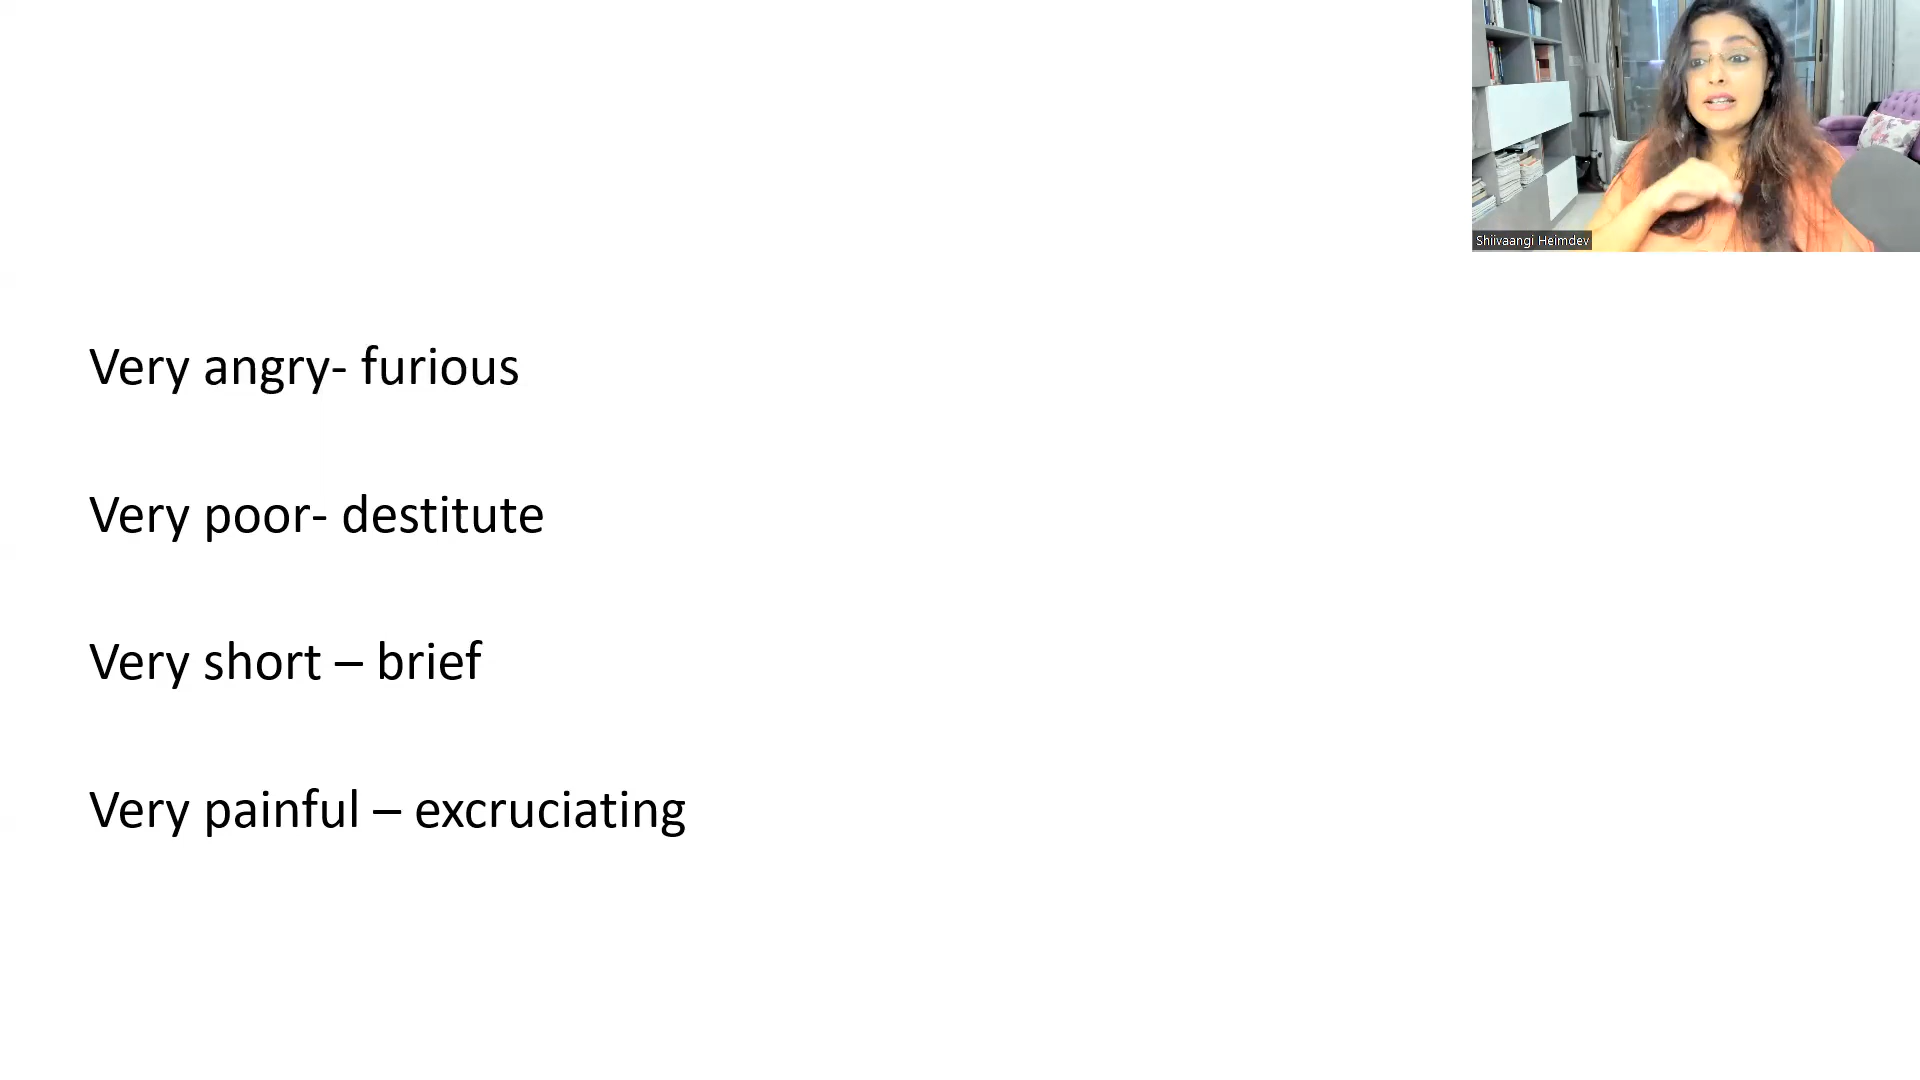 Shiivaangi Heimdev
Very angry- furious
Very poor- destitute
Very short – brief
Very painful – excruciating